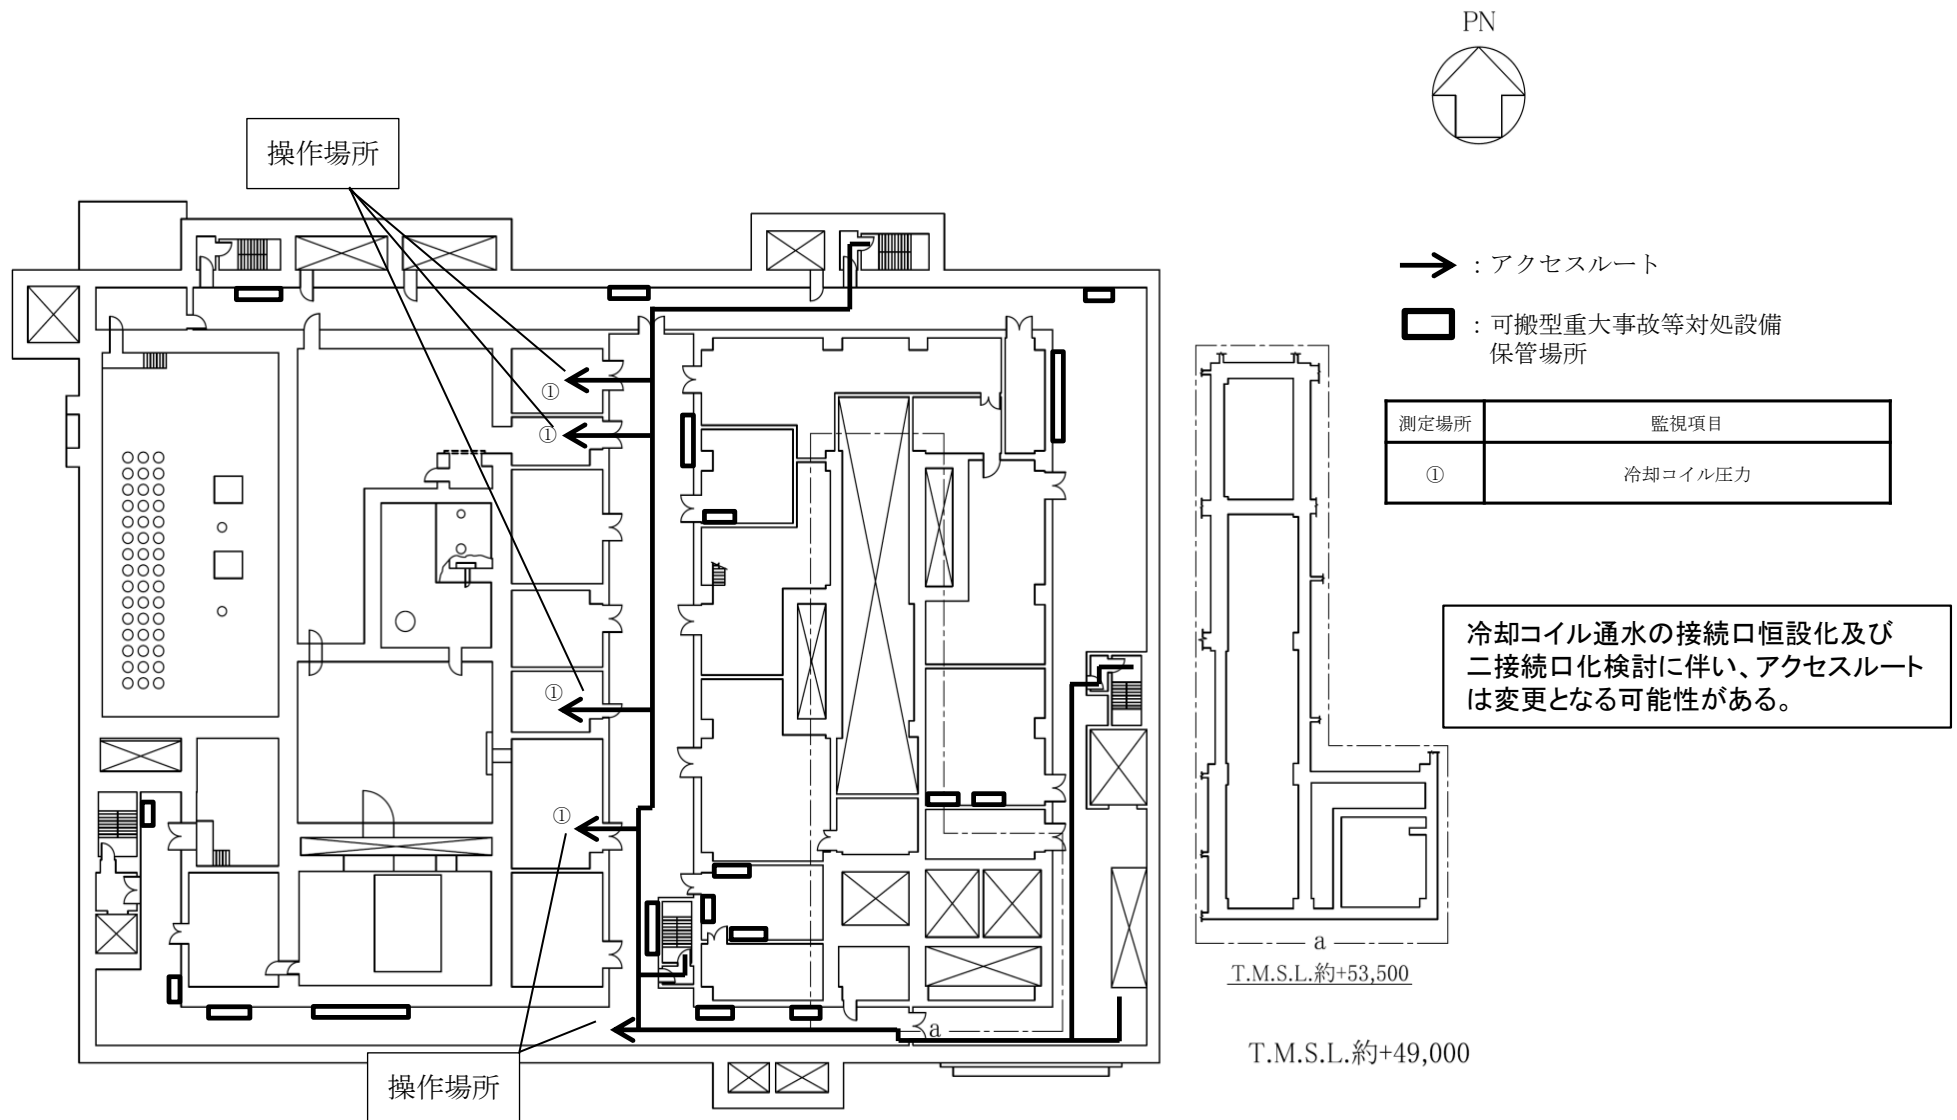 PN
操作場所
：アクセスルート
：可搬型重大事故等対処設備
保管場所
測定場所 監視項目
① 冷却コイル圧力
①
①
①
①
冷却コイル通水の接続口恒設化及び
二接続口化検討に伴い、アクセスルート
は変更となる可能性がある。
a
T.M.S.L.約+53,500
a
T.M.S.L.約+49,000
操作場所